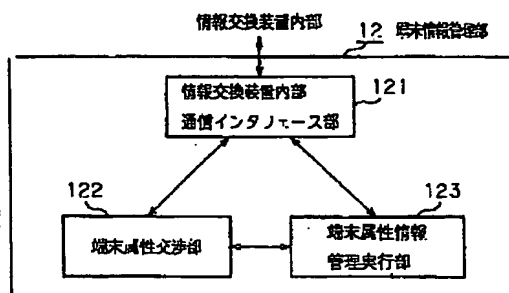 情報交換装置内部
12 端末情報管理部
情報交換装置内部
通信インタフェース部
121
122
123
端末属性交渉部
端末属性情報
管理実行部